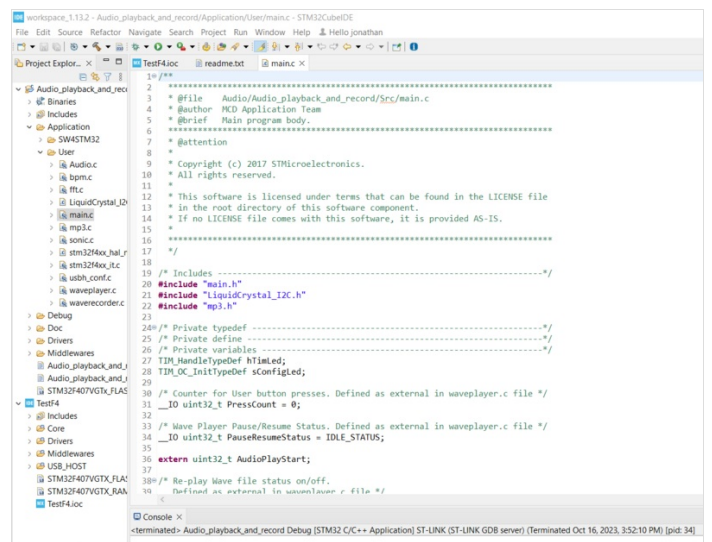 workspace_1.13.2 - Audio_playback_and_record/Application/User/main.c - STM32CubeIDE
File Edit Source Refactor Navigate Search Project Run Window Help Hello jonathan
Project Explor...
Audio_playback_and_reco
Binaries
Includes
Application
SW4STM32
User
Audio.c
bpm.c
fft.c
LiquidCrystal_I2
main.c
mp3.c
sonic.c
stm32f4xx_hal_r
stm32f4xx_it.c
usbh_conf.c
waveplayer.c
waverecorder.c
Debug
Doc
Drivers
Middlewares
Audio_playback_and_
Audio_playback_and_
STM32F407VGTx_FLAS
TestF4
Includes
Core
Drivers
Middlewares
USB_HOST
STM32F407VGTX_FLAS
STM32F407VGTX_RAM
TestF4.ioc
TestF4.ioc readme.txt main.c
1 /**
2 ******************************************************************************
3 * @file Audio/Audio_playback_and_record/Src/main.c
4 * @author MCD Application Team
5 * @brief Main program body.
6 ******************************************************************************
7 * @attention
8 *
9 * Copyright (c) 2017 STMicroelectronics.
10 * All rights reserved.
11 *
12 * This software is licensed under terms that can be found in the LICENSE file
13 * in the root directory of this software component.
14 * If no LICENSE file comes with this software, it is provided AS-IS.
15 *
16 ******************************************************************************
17 */
18
19 /* Includes ------------------------------------------------------------------*/
20 #include "main.h"
21 #include "LiquidCrystal_I2C.h"
22 #include "mp3.h"
23
24 /* Private typedef -----------------------------------------------------------*/
25 /* Private define ------------------------------------------------------------*/
26 /* Private variables ---------------------------------------------------------*/
27 TIM_HandleTypeDef hTimLed;
28 TIM_OC_InitTypeDef sConfigLed;
29
30 /* Counter for User button presses. Defined as external in waveplayer.c file */
31 __IO uint32_t PressCount = 0;
32
33 /* Wave Player Pause/Resume Status. Defined as external in waveplayer.c file */
34 __IO uint32_t PauseResumeStatus = IDLE_STATUS;
35
36 extern uint32_t AudioPlayStart;
37
38 /* Re-play Wave file status on/off.
39 Defined as external in waveplayer.c file */
Console
<terminated> Audio_playback_and_record Debug [STM32 C/C++ Application] ST-LINK (ST-LINK GDB server) (Terminated Oct 16, 2023, 3:52:10 PM) [pid: 34]